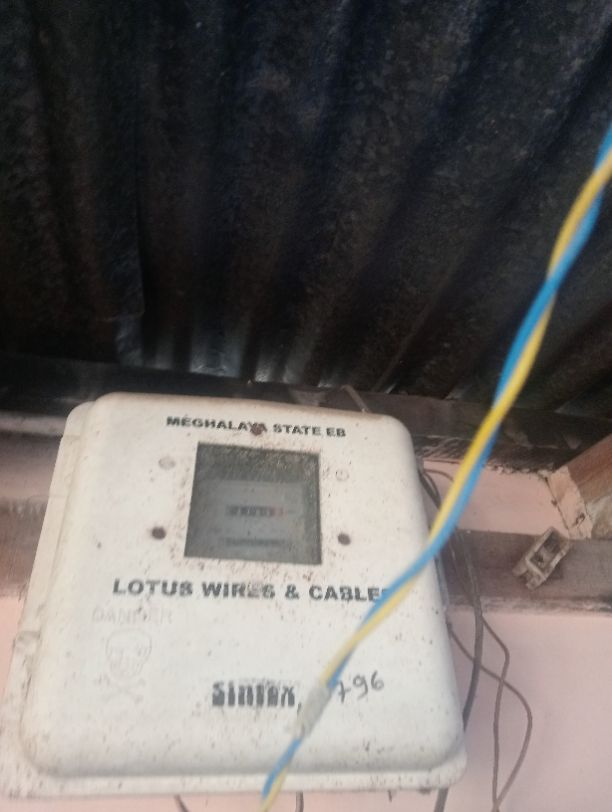 MEGHALAYA STATE EB
LOTUS WIRES & CABLES
DANGER
Sintex
796